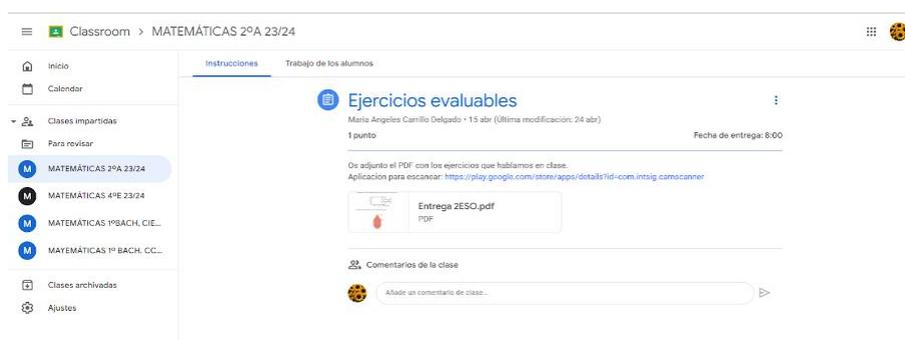 Classroom > MATEMÁTICAS 2ºA 23/24
Inicio
Calendar
Clases impartidas
Para revisar
M MATEMÁTICAS 2ºA 23/24
M MATEMÁTICAS 4ºE 23/24
M MATEMÁTICAS 1ºBACH, CIE...
M MAYEMÁTICAS 1º BACH. CC...
Clases archivadas
Ajustes
Instrucciones Trabajo de los alumnos
Ejercicios evaluables
Maria Angeles Carrillo Delgado • 15 abr (Última modificación: 24 abr)
1 punto Fecha de entrega: 8:00
Os adjunto el PDF con los ejercicios que hablamos en clase.
Aplicacion para escanear: https://play.google.com/store/apps/details?id=com.intsig.camscanner
Entrega 2ESO.pdf
PDF
Comentarios de la clase
Añade un comentario de clase...